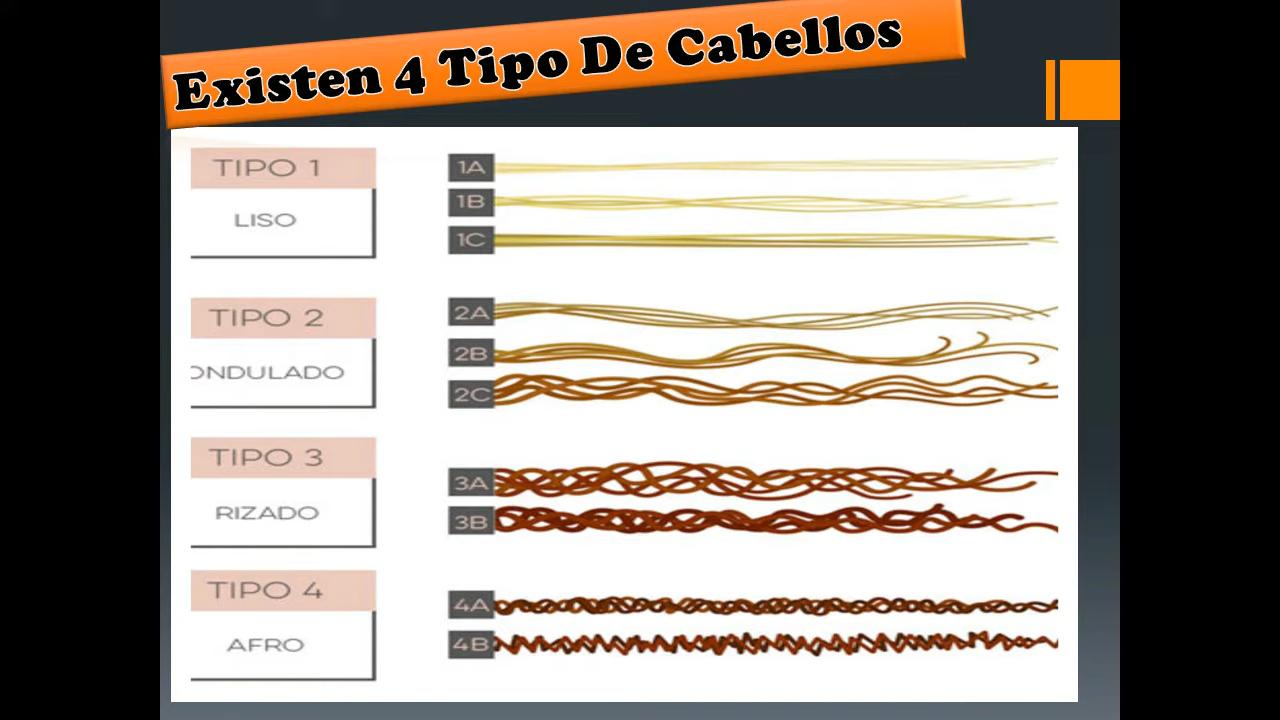 Existen 4 Tipo De Cabellos
TIPO 1
LISO
1A
1B
1C
TIPO 2
ONDULADO
2A
2B
2C
TIPO 3
RIZADO
3A
3B
TIPO 4
AFRO
4A
4B